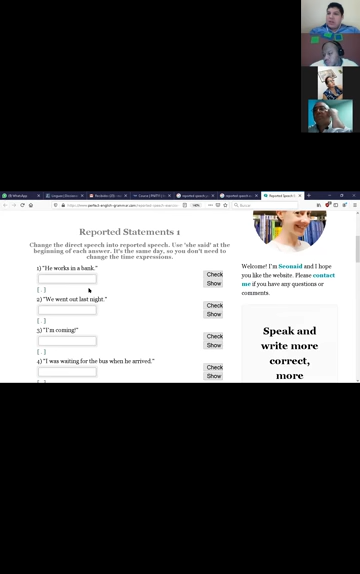 Reported Statements 1
Change the direct speech into reported speech. Use 'she said' at the
beginning of each answer. It's the same day, so you don't need to
change the time expressions.
1) "He works in a bank."
Check
Show
[ . ]
2) "We went out last night."
Check
Show
[ . ]
3) "I'm coming!"
Check
Show
[ . ]
4) "I was waiting for the bus when he arrived."
Check
Show
Welcome! I'm Seonaid and I hope
you like the website. Please contact
me if you have any questions or
comments.
Speak and
write more
correct,
more